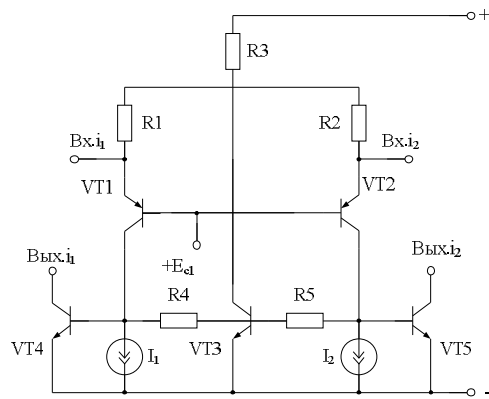 +
R3
R1
R2
Вх.i1
Вх.i2
VT1
VT2
+Ec1
Вых.i1
Вых.i2
R4
R5
VT4
I1
VT3
I2
VT5
-